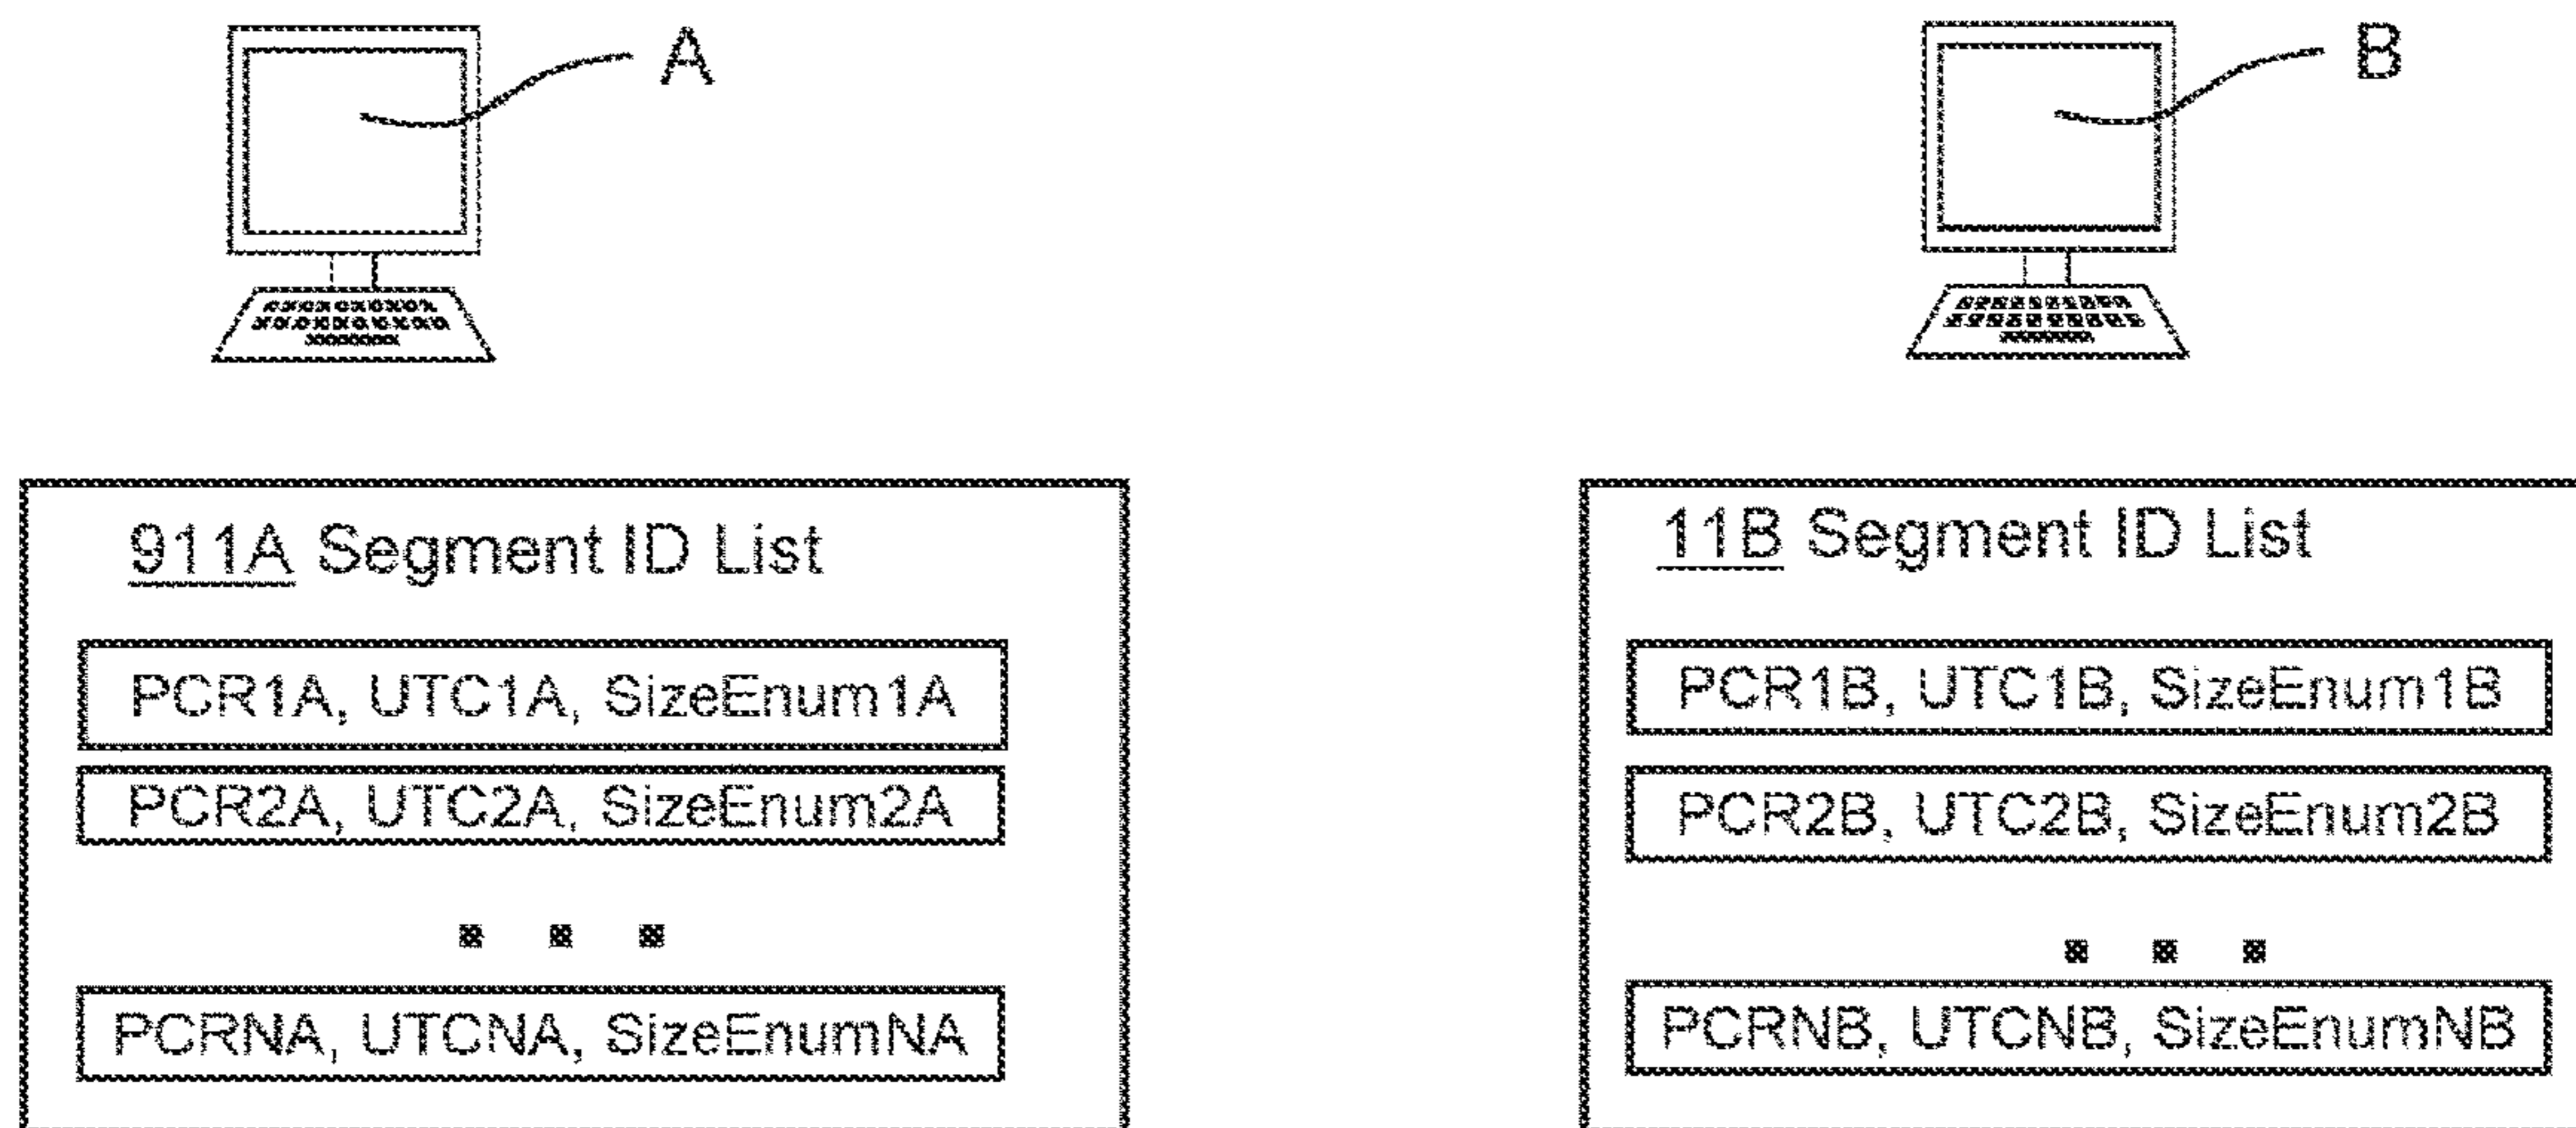 A
B
911A Segment ID List
PCR1A, UTC1A, SizeEnum1A
PCR2A, UTC2A, SizeEnum2A
PCRNA, UTCNA, SizeEnumNA
11B Segment ID List
PCR1B, UTC1B, SizeEnum1B
PCR2B, UTC2B, SizeEnum2B
PCRNB, UTCNB, SizeEnumNB